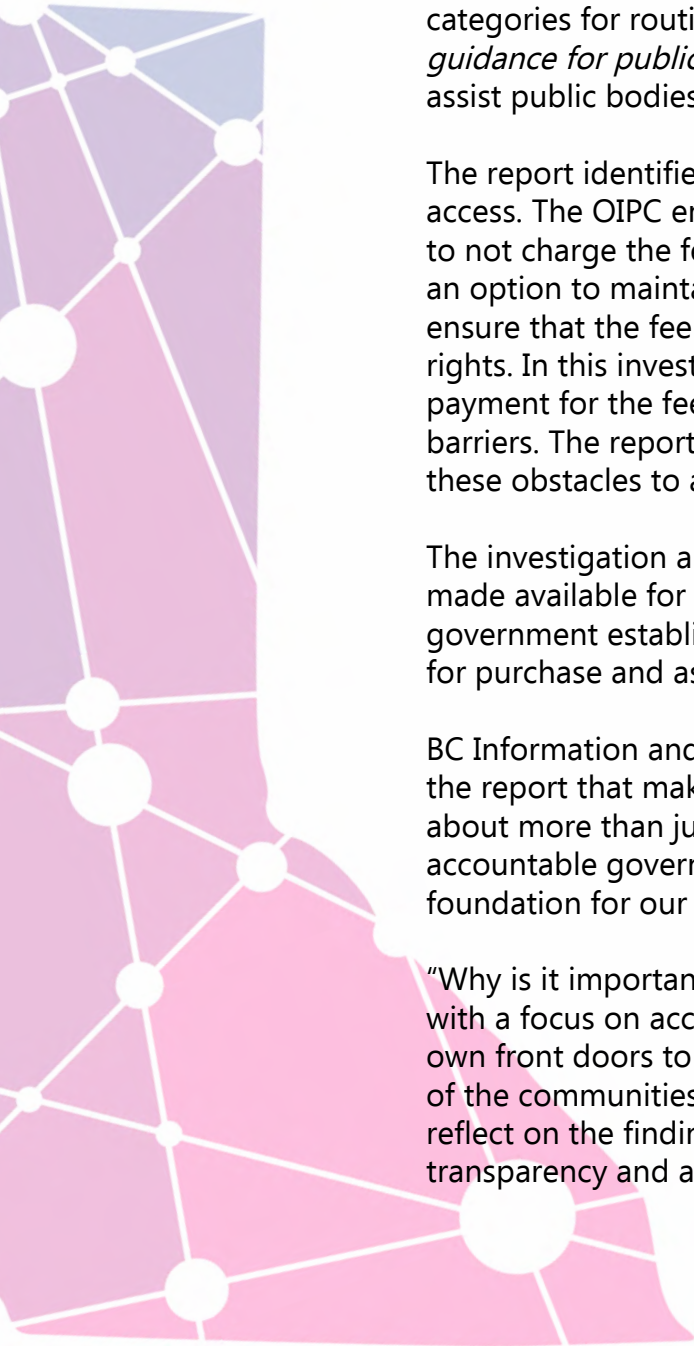 categories for routi
guidance for public
assist public bodies
The report identifie
access. The OIPC en
to not charge the fe
an option to mainta
ensure that the fee
rights. In this invest
payment for the fee
barriers. The report
these obstacles to a
The investigation a
made available for
government establi
for purchase and as
BC Information and
the report that mak
about more than ju
accountable govern
foundation for our
“Why is it importan
with a focus on acc
own front doors to
of the communities
reflect on the findin
transparency and a